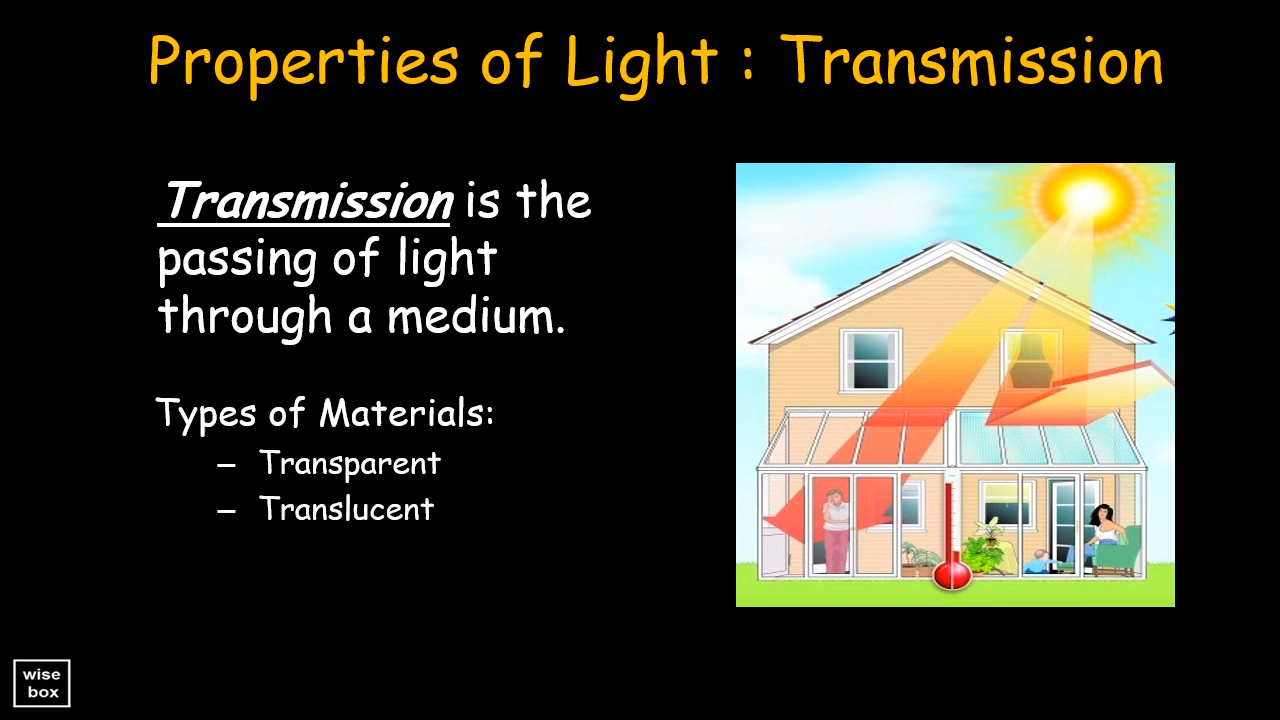 Properties of Light : Transmission
Transmission is the
passing of light
through a medium.
Types of Materials:
– Transparent
– Translucent
wise
box